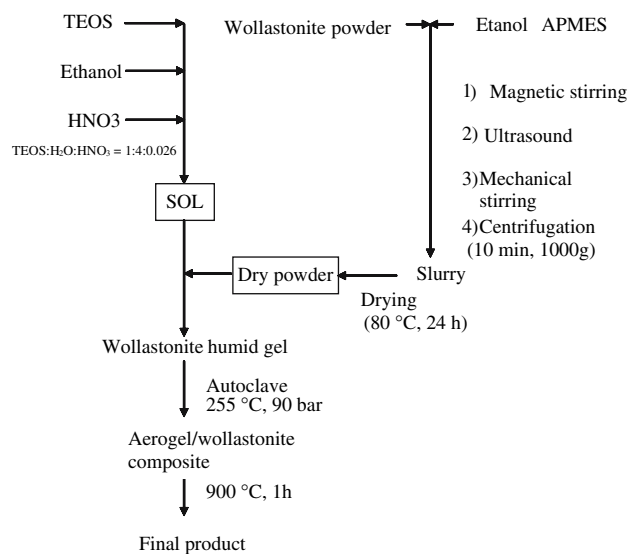 TEOS
Ethanol
HNO3
TEOS:H₂O:HNO₃ = 1:4:0.026
SOL
Wollastonite powder
Etanol APMES
1) Magnetic stirring
2) Ultrasound
3)Mechanical
stirring
4)Centrifugation
(10 min, 1000g)
Slurry
Drying
(80 °C, 24 h)
Dry powder
Wollastonite humid gel
Autoclave
255 °C, 90 bar
Aerogel/wollastonite
composite
900 °C, 1h
Final product